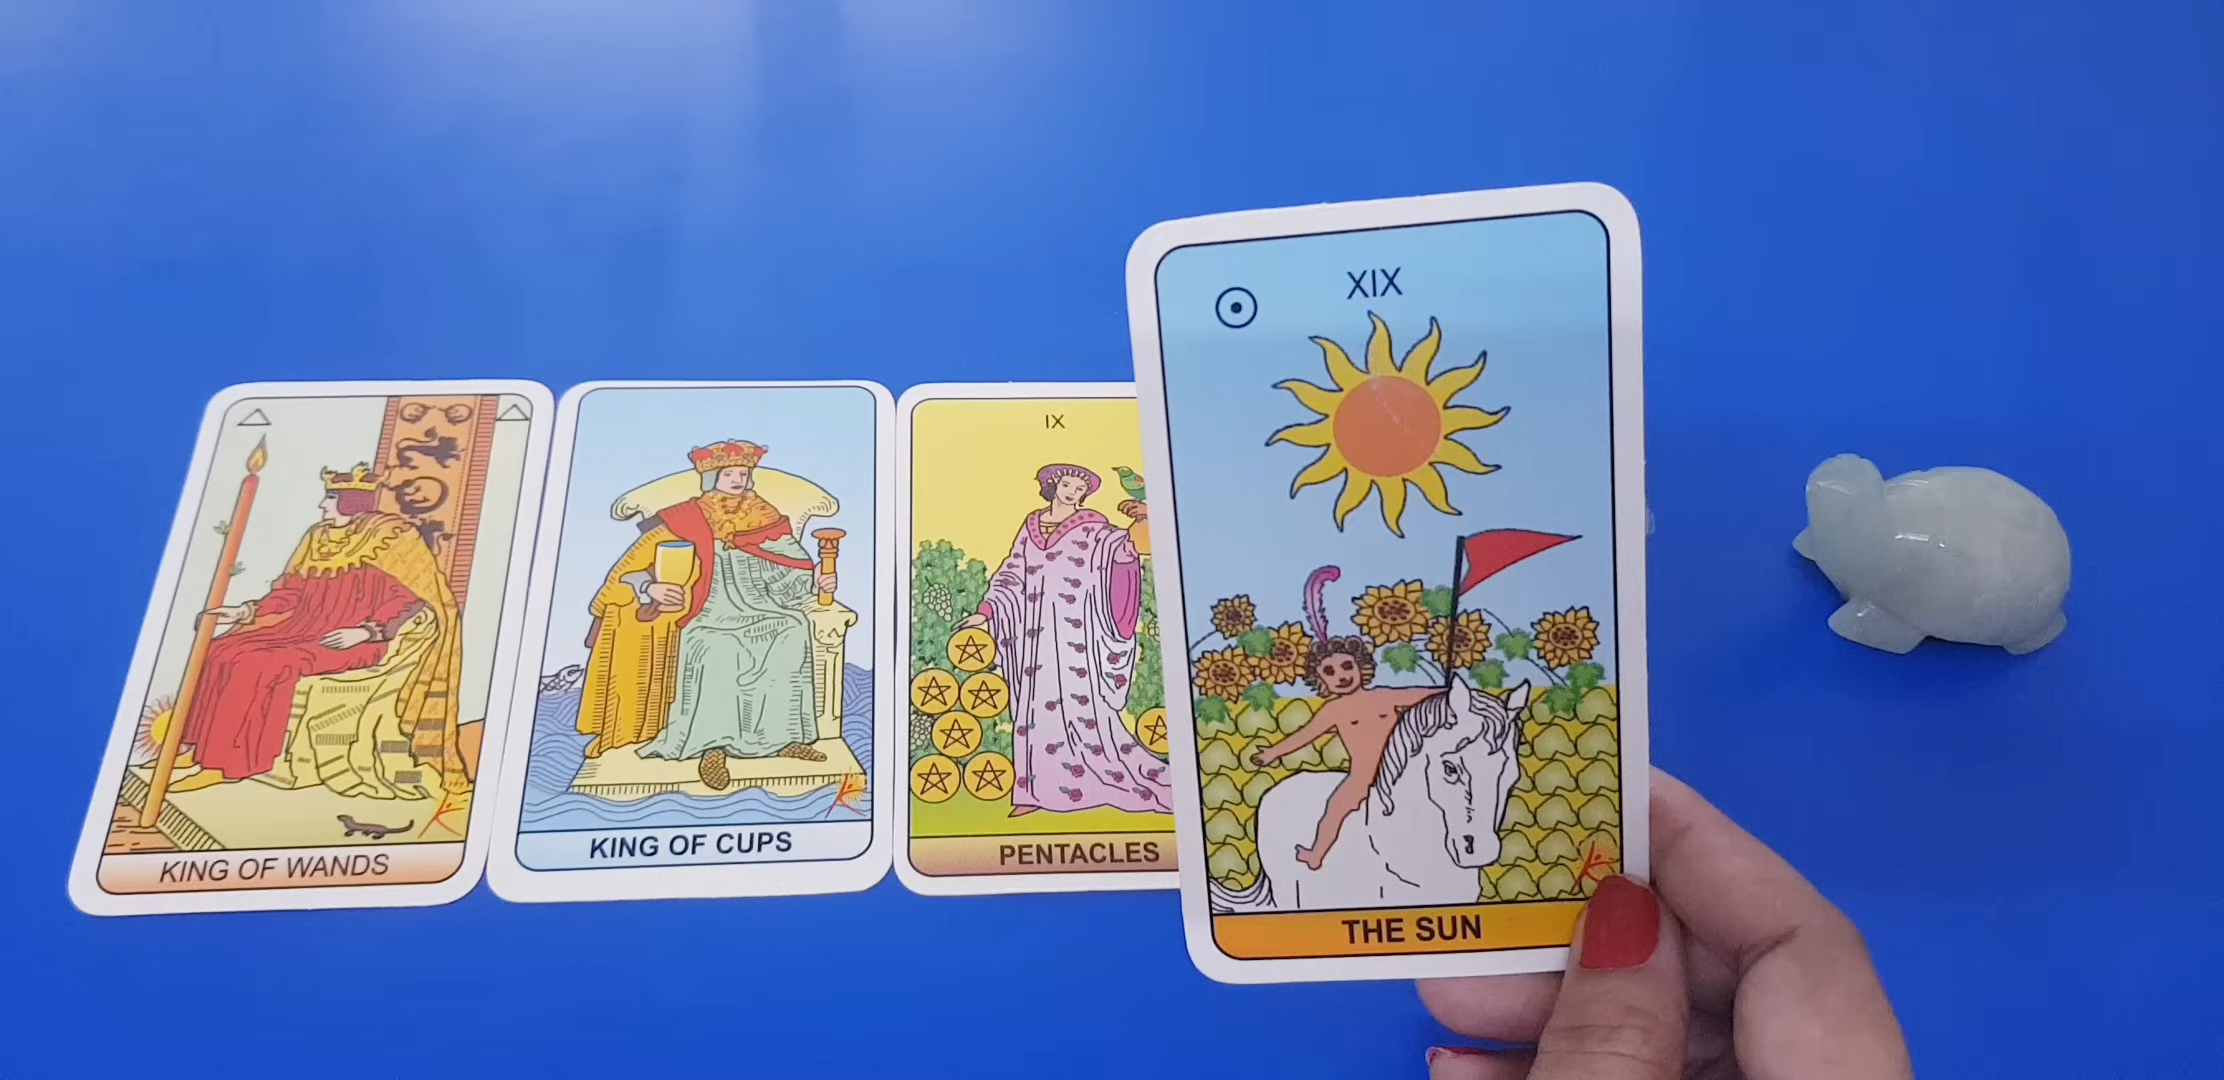 KING OF WANDS
KING OF CUPS
IX
PENTACLES
XIX
THE SUN